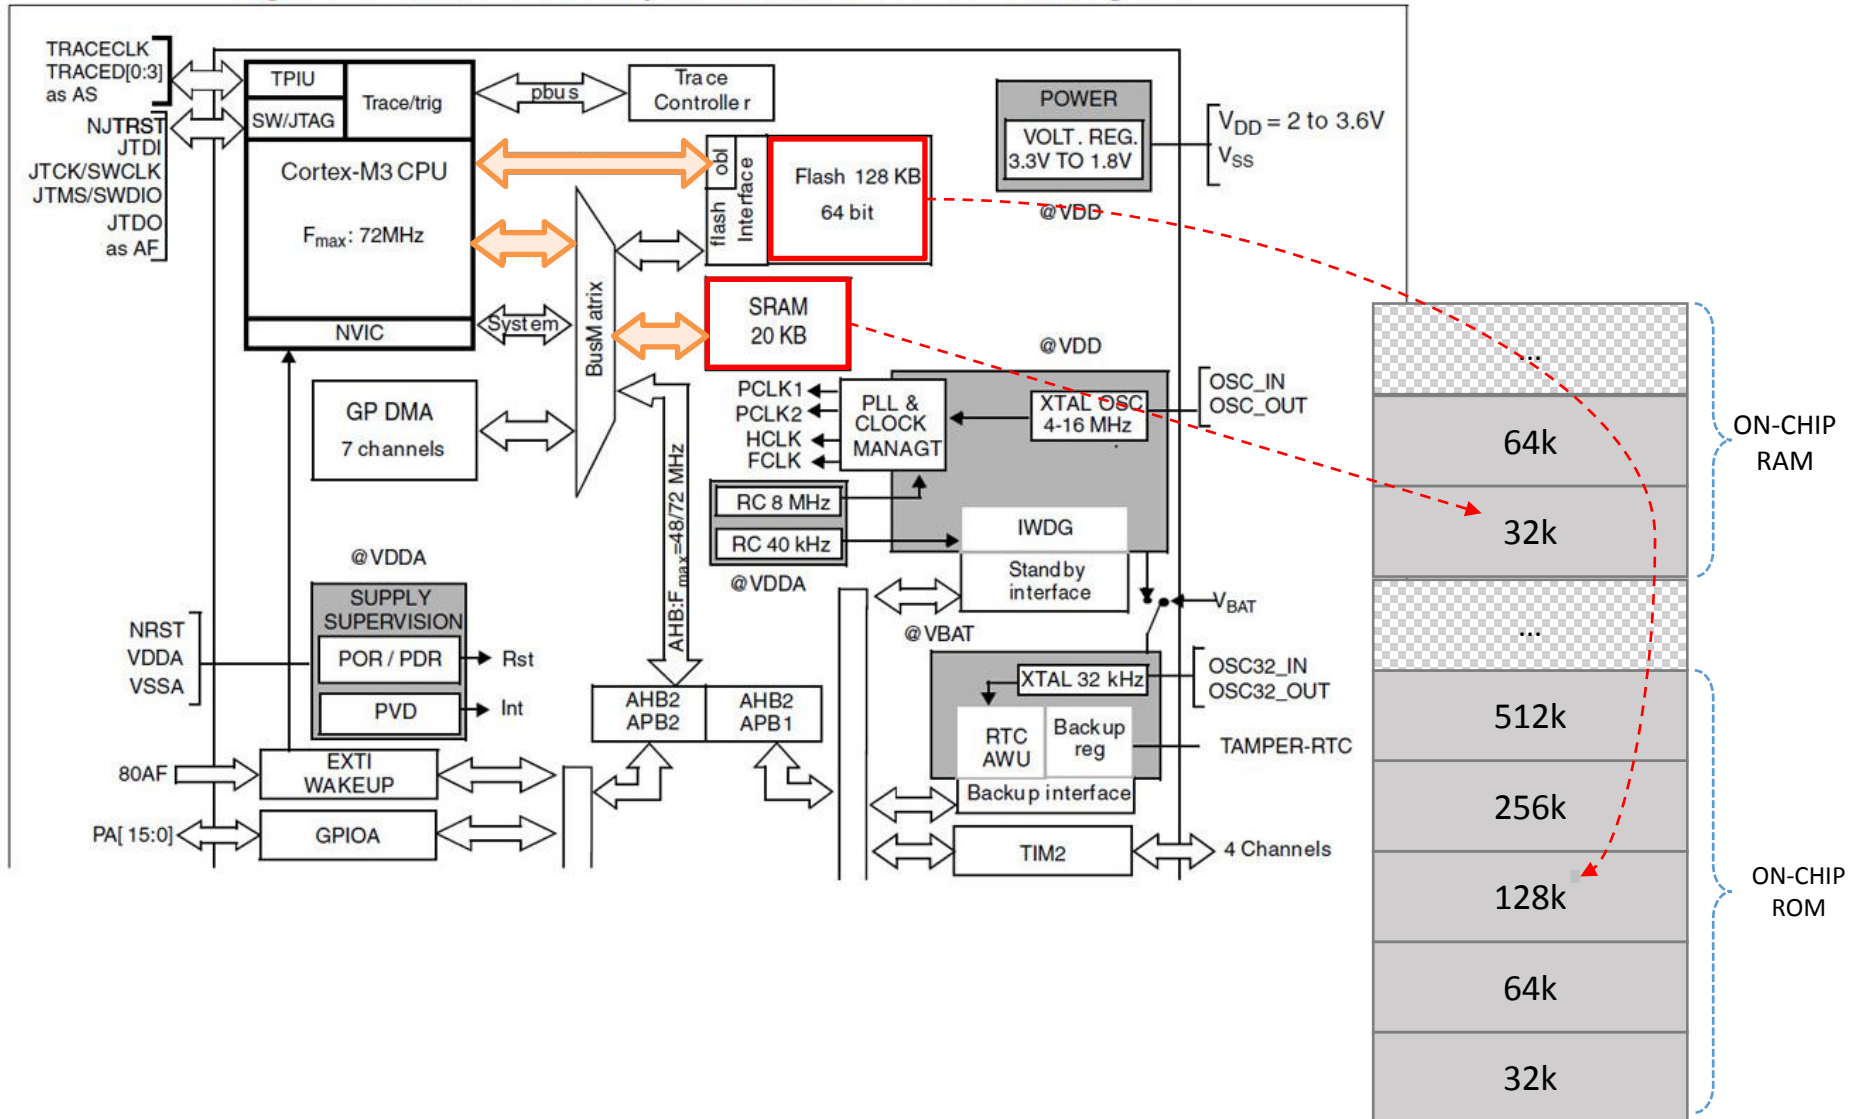 TRACECLK
TRACED[0:3]
as AS
NJTRST
JTDI
JTCK/SWCLK
JTMS/SWDIO
JTDO
as AF
TPIU
SW/JTAG
Trace/trig
Cortex-M3 CPU
Fmax: 72MHz
NVIC
pbus
Trace
Controller
System
BusMatrix
obl
flash
Interface
Flash 128 KB
64 bit
SRAM
20 KB
POWER
VOLT. REG.
3.3V TO 1.8V
@VDD
VDD = 2 to 3.6V
VSS
GP DMA
7 channels
AHB:Fmax=48/72 MHz
@VDD
PCLK1
PCLK2
HCLK
FCLK
PLL &
CLOCK
MANAGT
XTAL OSC
4-16 MHz
OSC_IN
OSC_OUT
RC 8 MHz
RC 40 kHz
@VDDA
IWDG
Standby
interface
@VDDA
SUPPLY
SUPERVISION
POR / PDR
PVD
Rst
Int
NRST
VDDA
VSSA
VBAT
@VBAT
XTAL 32 kHz
OSC32_IN
OSC32_OUT
RTC
AWU
Backup
reg
TAMPER-RTC
Backup interface
AHB2
APB2
AHB2
APB1
80AF
EXTI
WAKEUP
PA[15:0]
GPIOA
TIM2
4 Channels
...
64k
32k
ON-CHIP
RAM
...
512k
256k
128k
64k
32k
ON-CHIP
ROM